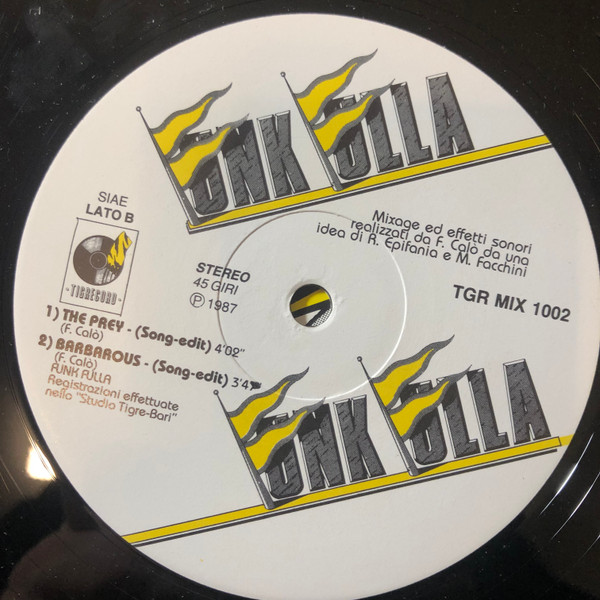 FUNK FULLA
SIAE
LATO B
TIGRECORD
STEREO
45 GIRI
Ⓟ 1987
Mixage ed effetti sonori
realizzati da F. Calò da una
idea di R. Epifania e M. Facchini
TGR MIX 1002
1) THE PREY - (Song-edit) 4'02"
(F. Calò)
2) BARBAROUS - (Song-edit)
(F. Calò)
FUNK FULLA
Registrazioni effettuate
nello "Studio Tigre-Bari"
FUNK FULLA